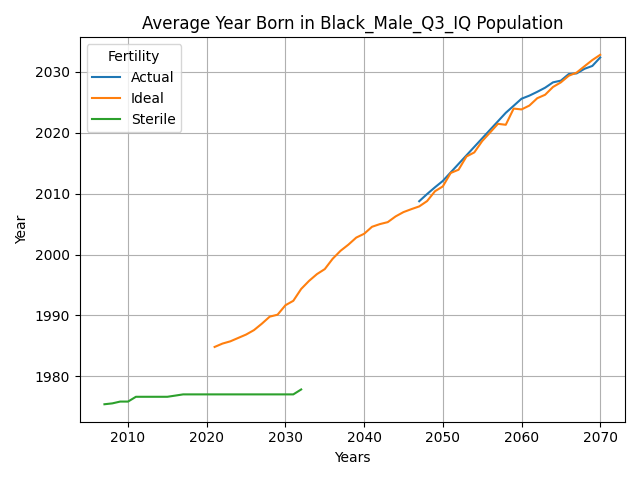 Average Year Born in Black_Male_Q3_IQ Population
Fertility
Actual
Ideal
Sterile
Year
2030
2020
2010
2000
1990
1980
2010 2020 2030 2040 2050 2060 2070
Years